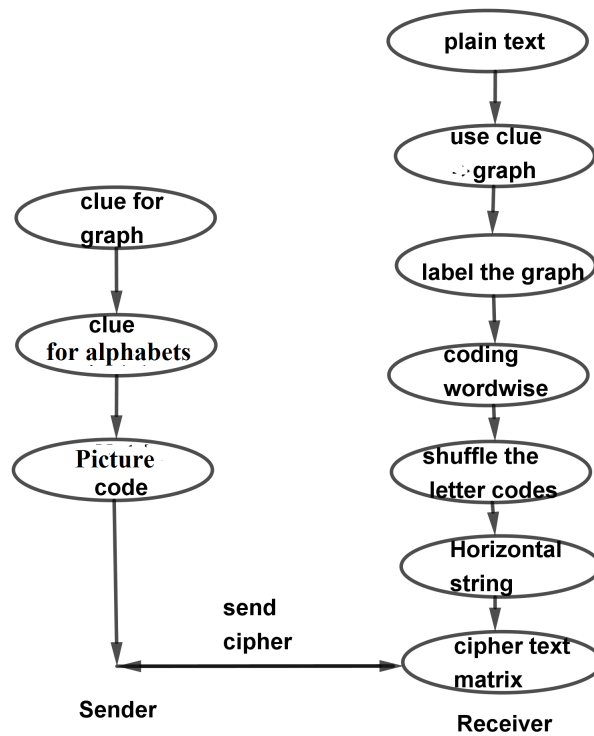 plain text
use clue
graph
label the graph
coding
wordwise
shuffle the
letter codes
Horizontal
string
cipher text
matrix
Receiver
clue for
graph
clue
for alphabets
Picture
code
send
cipher
Sender